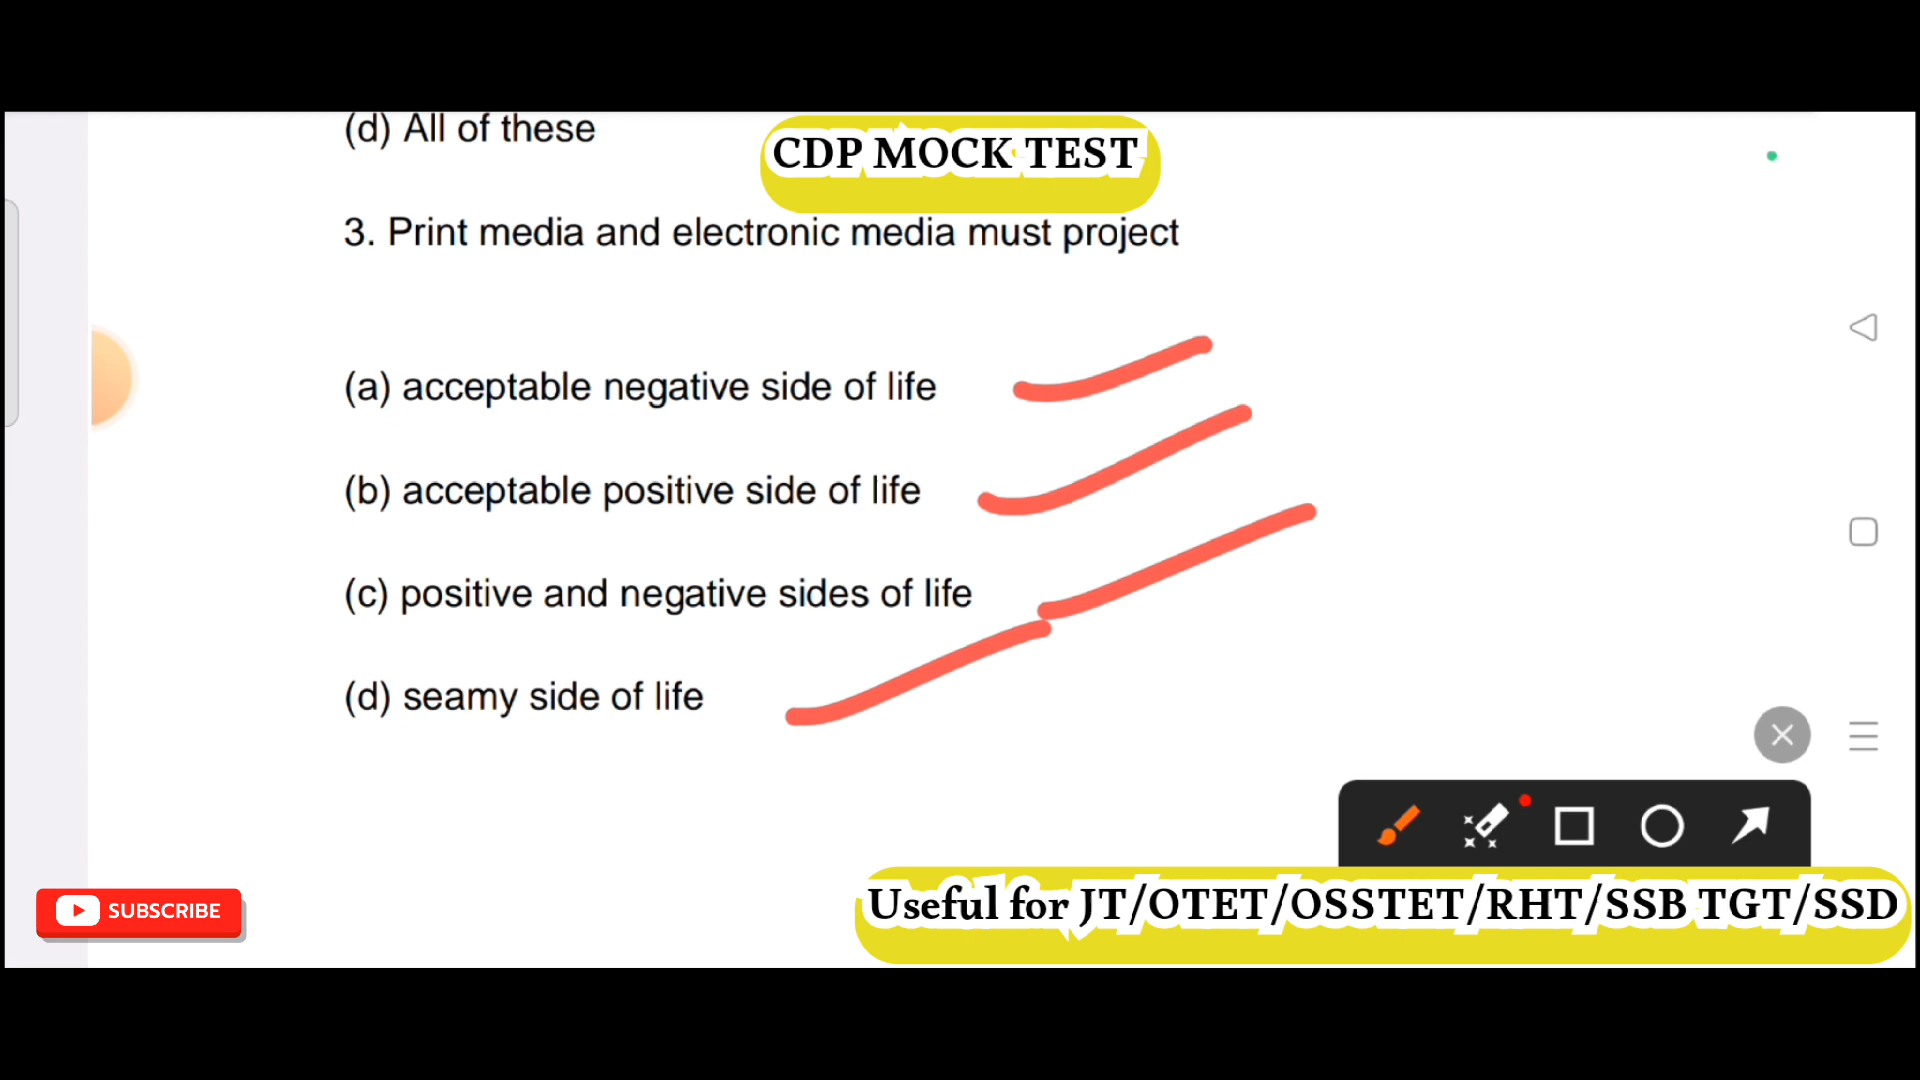 (d) All of these
CDP MOCK TEST
3. Print media and electronic media must project
(a) acceptable negative side of life
(b) acceptable positive side of life
(c) positive and negative sides of life
(d) seamy side of life
SUBSCRIBE
Useful for JT/OTET/OSSTET/RHT/SSB TGT/SSD